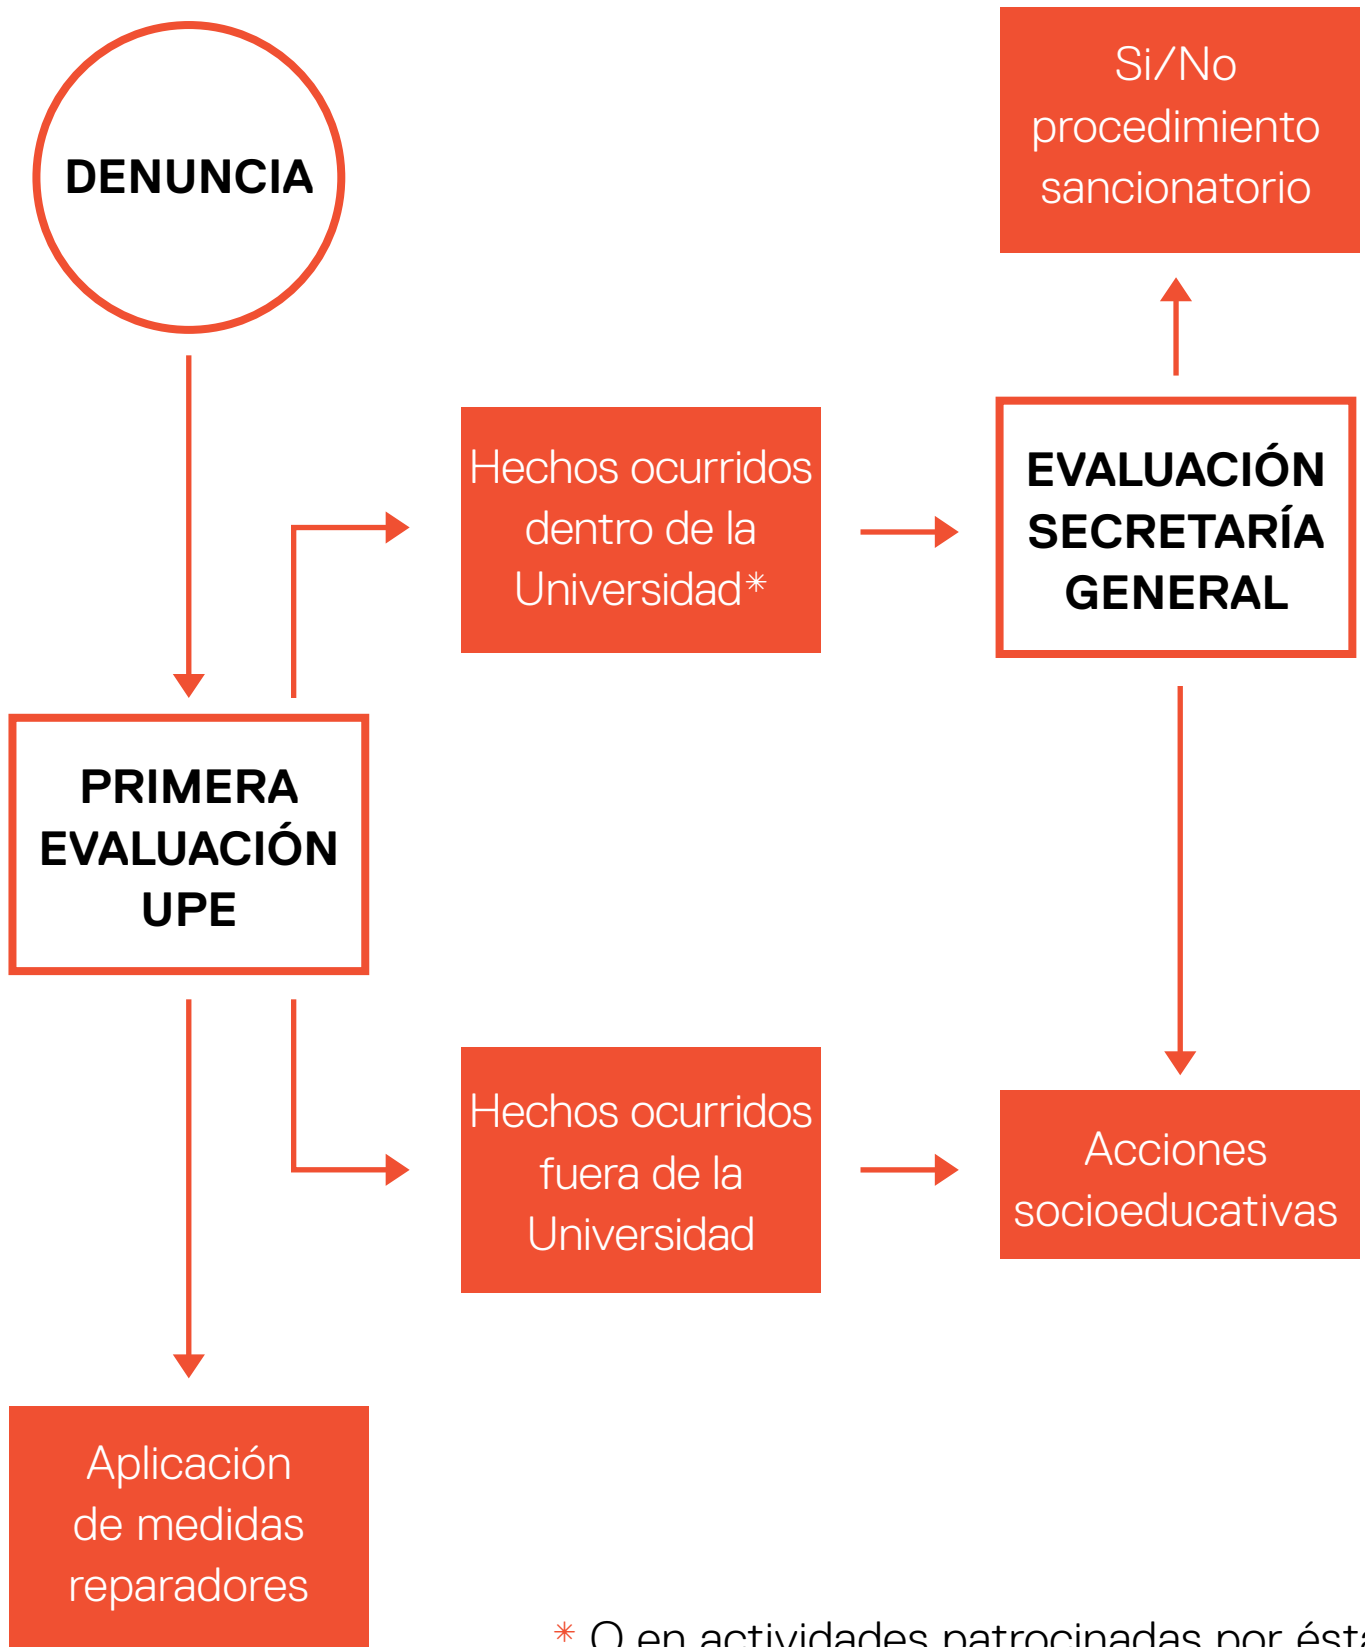 DENUNCIA
Si/No
procedimiento
sancionatorio
Hechos ocurridos
dentro de la
Universidad*
EVALUACIÓN
SECRETARÍA
GENERAL
PRIMERA
EVALUACIÓN
UPE
Hechos ocurridos
fuera de la
Universidad
Acciones
socioeducativas
Aplicación
de medidas
reparadores
* O en actividades patrocinadas por ésta